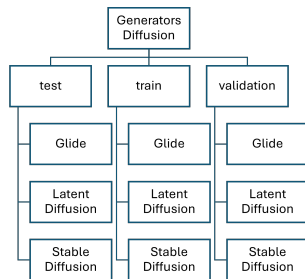 Generators
Diffusion
test
train
validation
Glide
Glide
Glide
Latent
Diffusion
Latent
Diffusion
Latent
Diffusion
Stable
Diffusion
Stable
Diffusion
Stable
Diffusion